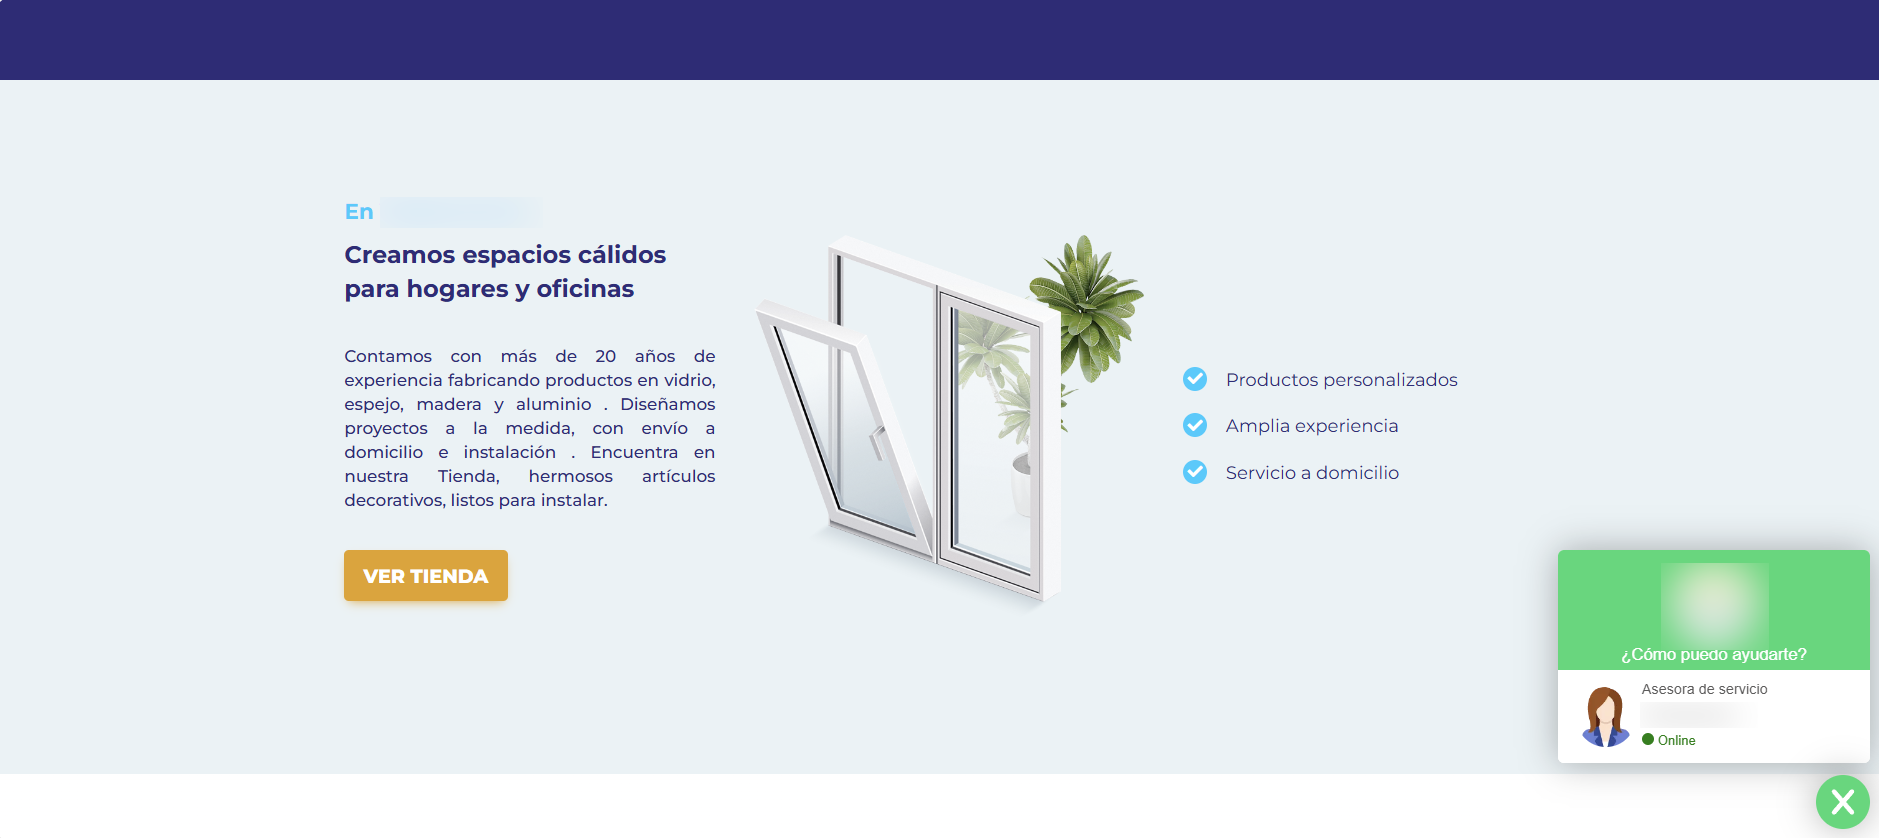 En
Creamos espacios cálidos
para hogares y oficinas
Contamos con más de 20 años de
experiencia fabricando productos en vidrio,
espejo, madera y aluminio . Diseñamos
proyectos a la medida, con envío a
domicilio e instalación . Encuentra en
nuestra Tienda, hermosos artículos
decorativos, listos para instalar.
VER TIENDA
Productos personalizados
Amplia experiencia
Servicio a domicilio
¿Cómo puedo ayudarte?
Asesora de servicio
Online